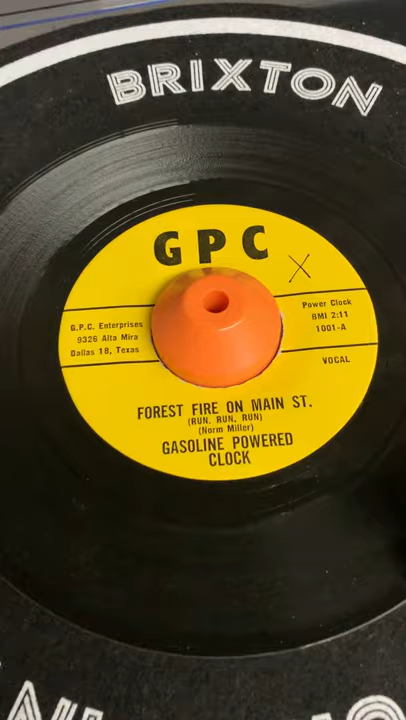 BRIXTON
GPC
X
G.P.C. Enterprises
9326 Alta Mira
Dallas 18, Texas
Power Clock
BMI 2:11
1001-A
VOCAL
FOREST FIRE ON MAIN ST.
(RUN, RUN, RUN)
(Norm Miller)
GASOLINE POWERED
CLOCK